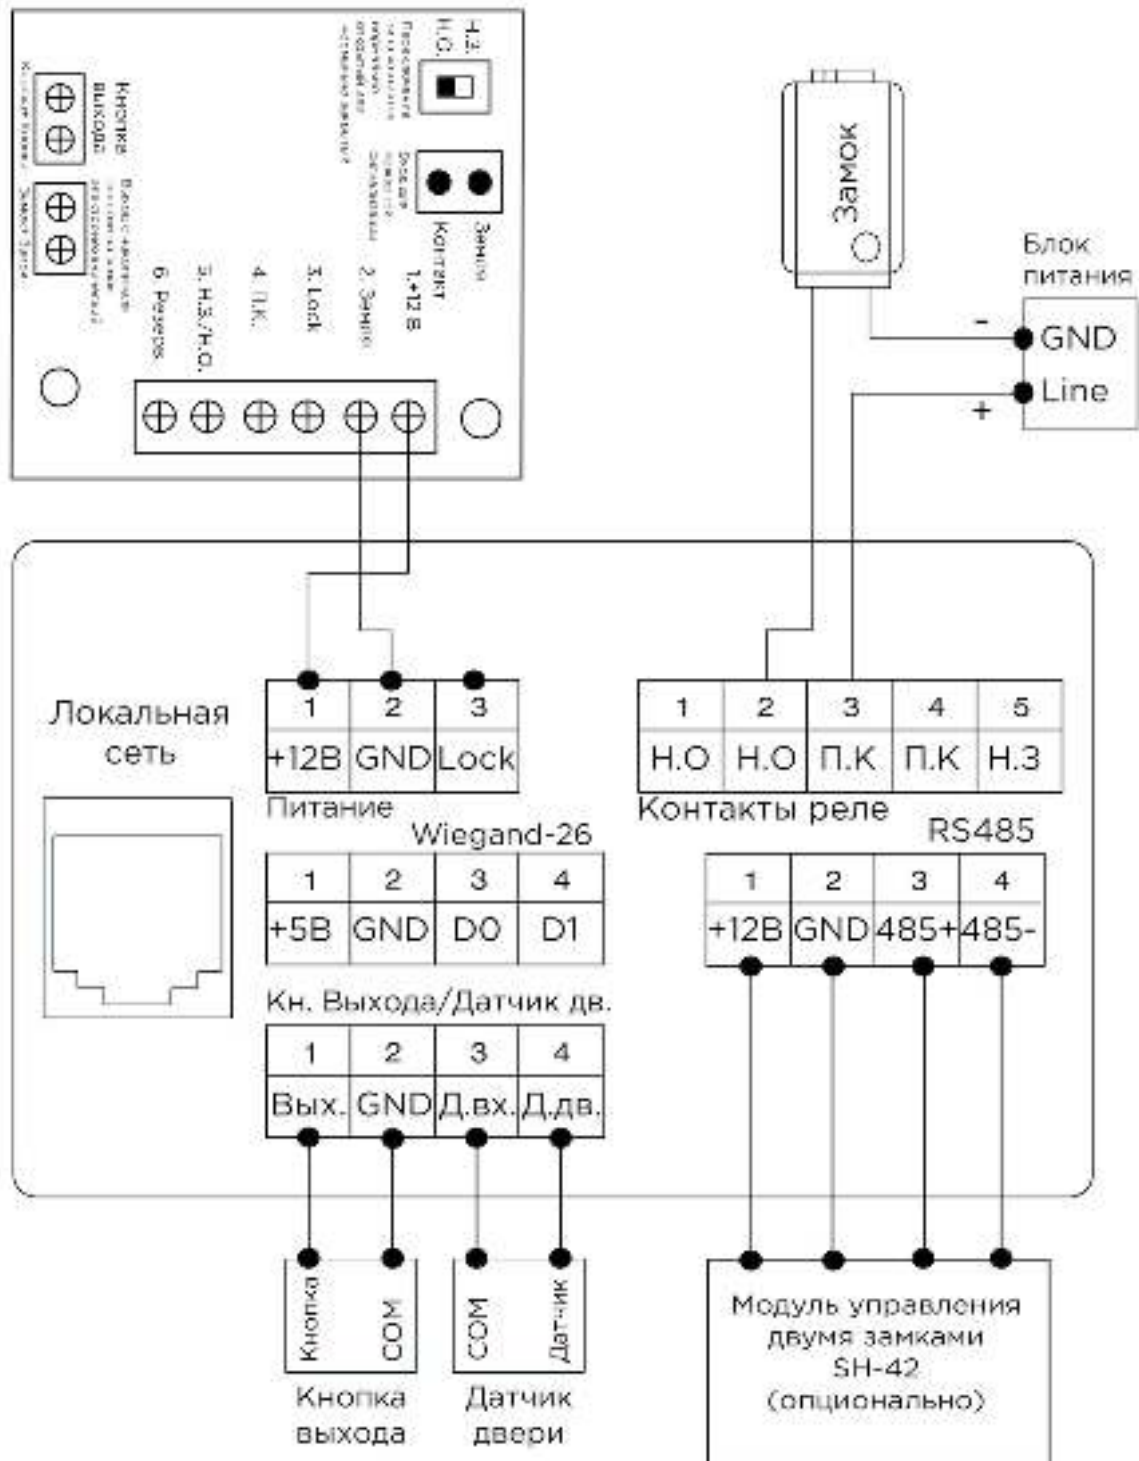 Н.З.
Н.О.
Кнопка
выхода
Земля
Контакт
1.+12 В
2. Земля
3. Lock
4. П.К.
5. Н.З./Н.О.
6. Резерв.
Замок
Блок
питания
-
GND
Line
+
Локальная
сеть
1 2 3
+12В GND Lock
Питание
1 2 3 4 5
Н.О Н.О П.К П.К Н.З
Контакты реле
Wiegand-26
1 2 3 4
+5В GND D0 D1
RS485
1 2 3 4
+12В GND 485+ 485-
Кн. Выхода/Датчик дв.
1 2 3 4
Вых. GND Д.вх. Д.дв.
Кнопка COM
COM Датчик
Кнопка
выхода
Датчик
двери
Модуль управления
двумя замками
SH-42
(опционально)